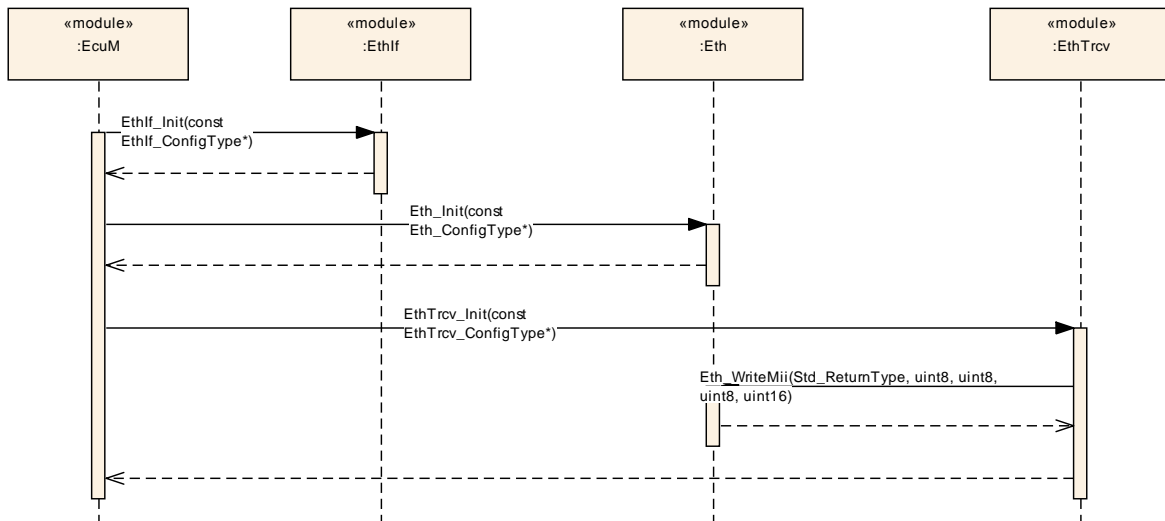 «module»
:EcuM
«module»
:EthIf
«module»
:Eth
«module»
:EthTrcv
EthIf_Init(const
EthIf_ConfigType*)
Eth_Init(const
Eth_ConfigType*)
EthTrcv_Init(const
EthTrcv_ConfigType*)
Eth_WriteMii(Std_ReturnType, uint8, uint8,
uint8, uint16)